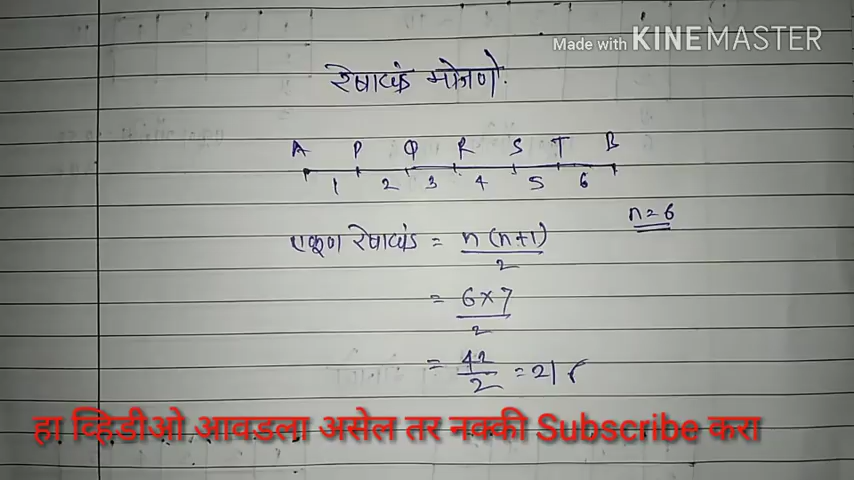 Made with KINEMASTER
रेषाखंड मोजणे.
A P Q R S T B
1 2 3 4 5 6
n = 6
एकूण रेषाखंड = n (n+1)
2
= 6 × 7
2
= 42
2
= 21
हा व्हिडीओ आवडला असेल तर नक्की Subscribe करा